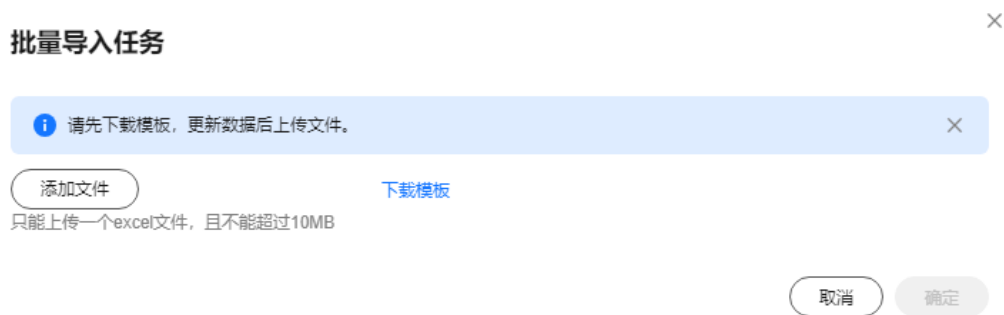 批量导入任务
请先下载模板，更新数据后上传文件。
添加文件
下载模板
只能上传一个excel文件，且不能超过10MB
取消
确定